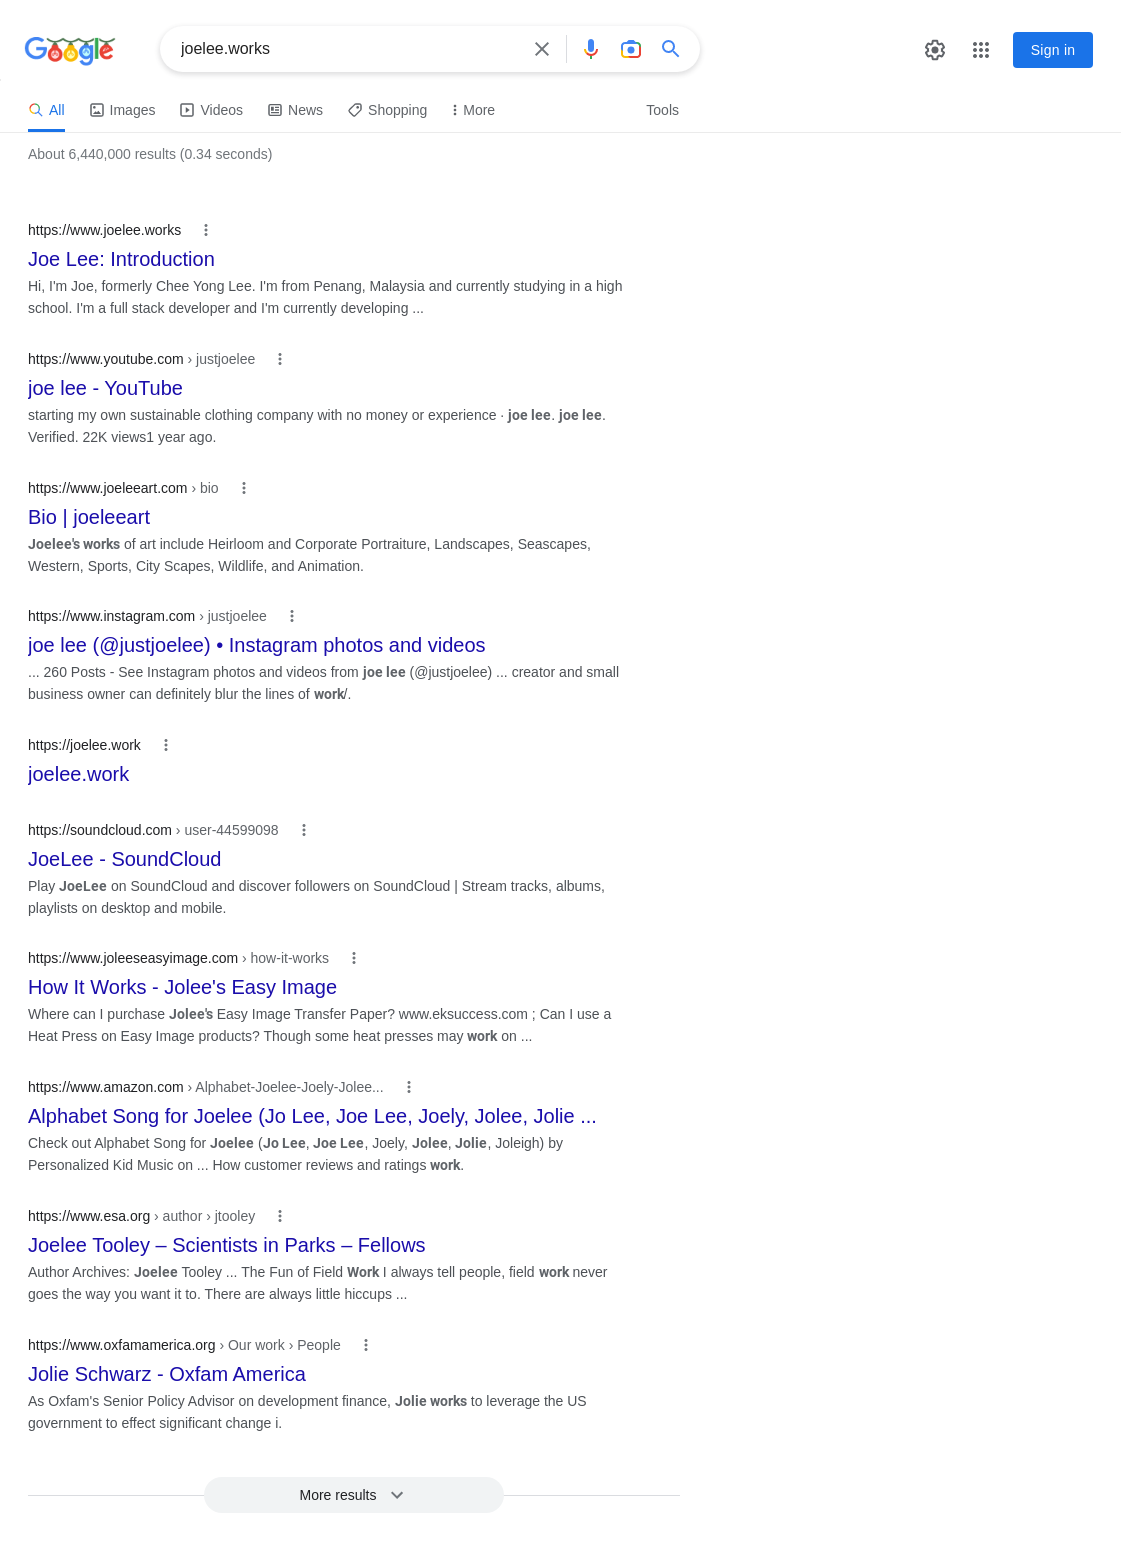 Google
joelee.works
Sign in
All
Images
Videos
News
Shopping
More
Tools
About 6,440,000 results (0.34 seconds)
https://www.joelee.works
Joe Lee: Introduction
Hi, I'm Joe, formerly Chee Yong Lee. I'm from Penang, Malaysia and currently studying in a high
school. I'm a full stack developer and I'm currently developing ...
https://www.youtube.com › justjoelee
joe lee - YouTube
starting my own sustainable clothing company with no money or experience · joe lee. joe lee.
Verified. 22K views1 year ago.
https://www.joeleeart.com › bio
Bio | joeleeart
Joelee's works of art include Heirloom and Corporate Portraiture, Landscapes, Seascapes,
Western, Sports, City Scapes, Wildlife, and Animation.
https://www.instagram.com › justjoelee
joe lee (@justjoelee) • Instagram photos and videos
... 260 Posts - See Instagram photos and videos from joe lee (@justjoelee) ... creator and small
business owner can definitely blur the lines of work/.
https://joelee.work
joelee.work
https://soundcloud.com › user-44599098
JoeLee - SoundCloud
Play JoeLee on SoundCloud and discover followers on SoundCloud | Stream tracks, albums,
playlists on desktop and mobile.
https://www.joleeseasyimage.com › how-it-works
How It Works - Jolee's Easy Image
Where can I purchase Jolee's Easy Image Transfer Paper? www.eksuccess.com ; Can I use a
Heat Press on Easy Image products? Though some heat presses may work on ...
https://www.amazon.com › Alphabet-Joelee-Joely-Jolee...
Alphabet Song for Joelee (Jo Lee, Joe Lee, Joely, Jolee, Jolie ...
Check out Alphabet Song for Joelee (Jo Lee, Joe Lee, Joely, Jolee, Jolie, Joleigh) by
Personalized Kid Music on ... How customer reviews and ratings work.
https://www.esa.org › author › jtooley
Joelee Tooley – Scientists in Parks – Fellows
Author Archives: Joelee Tooley ... The Fun of Field Work I always tell people, field work never
goes the way you want it to. There are always little hiccups ...
https://www.oxfamamerica.org › Our work › People
Jolie Schwarz - Oxfam America
As Oxfam's Senior Policy Advisor on development finance, Jolie works to leverage the US
government to effect significant change i.
More results